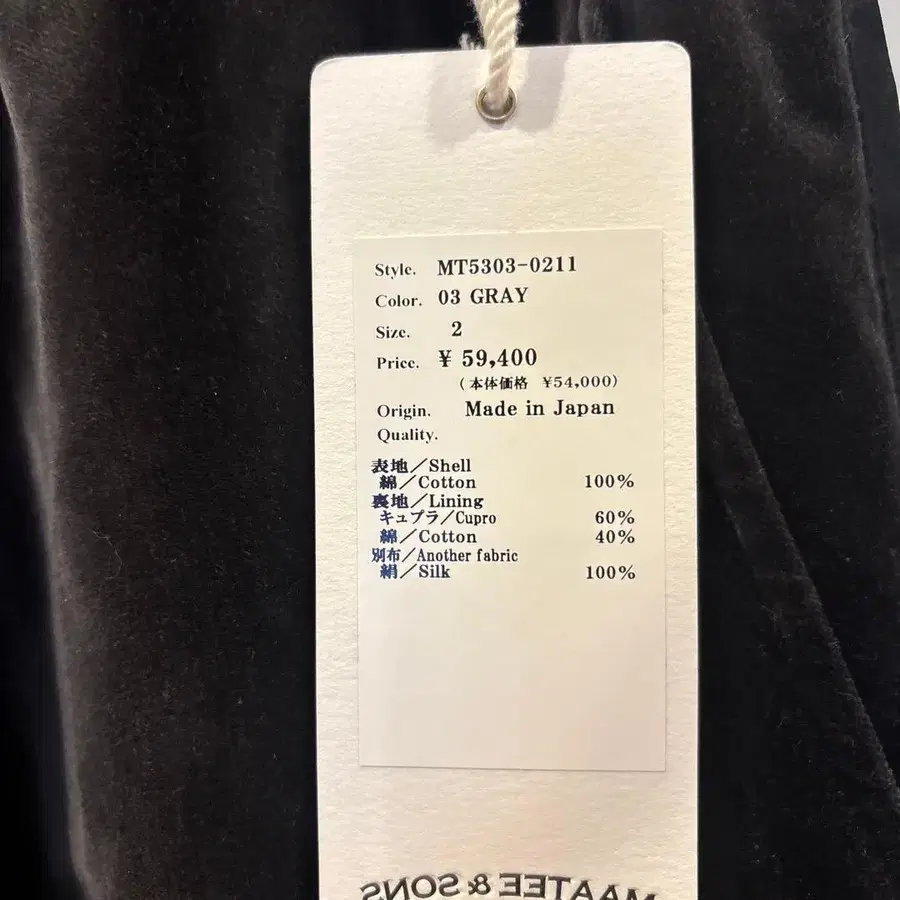 Style. MT5303-0211
Color. 03 GRAY
Size. 2
Price. ¥ 59,400
(本体価格 ¥54,000)
Origin. Made in Japan
Quality.
表地/Shell
綿/Cotton 100%
裏地/Lining
キュプラ/Cupro 60%
綿/Cotton 40%
別布/Another fabric
絹/Silk 100%
MAATEE & SONS